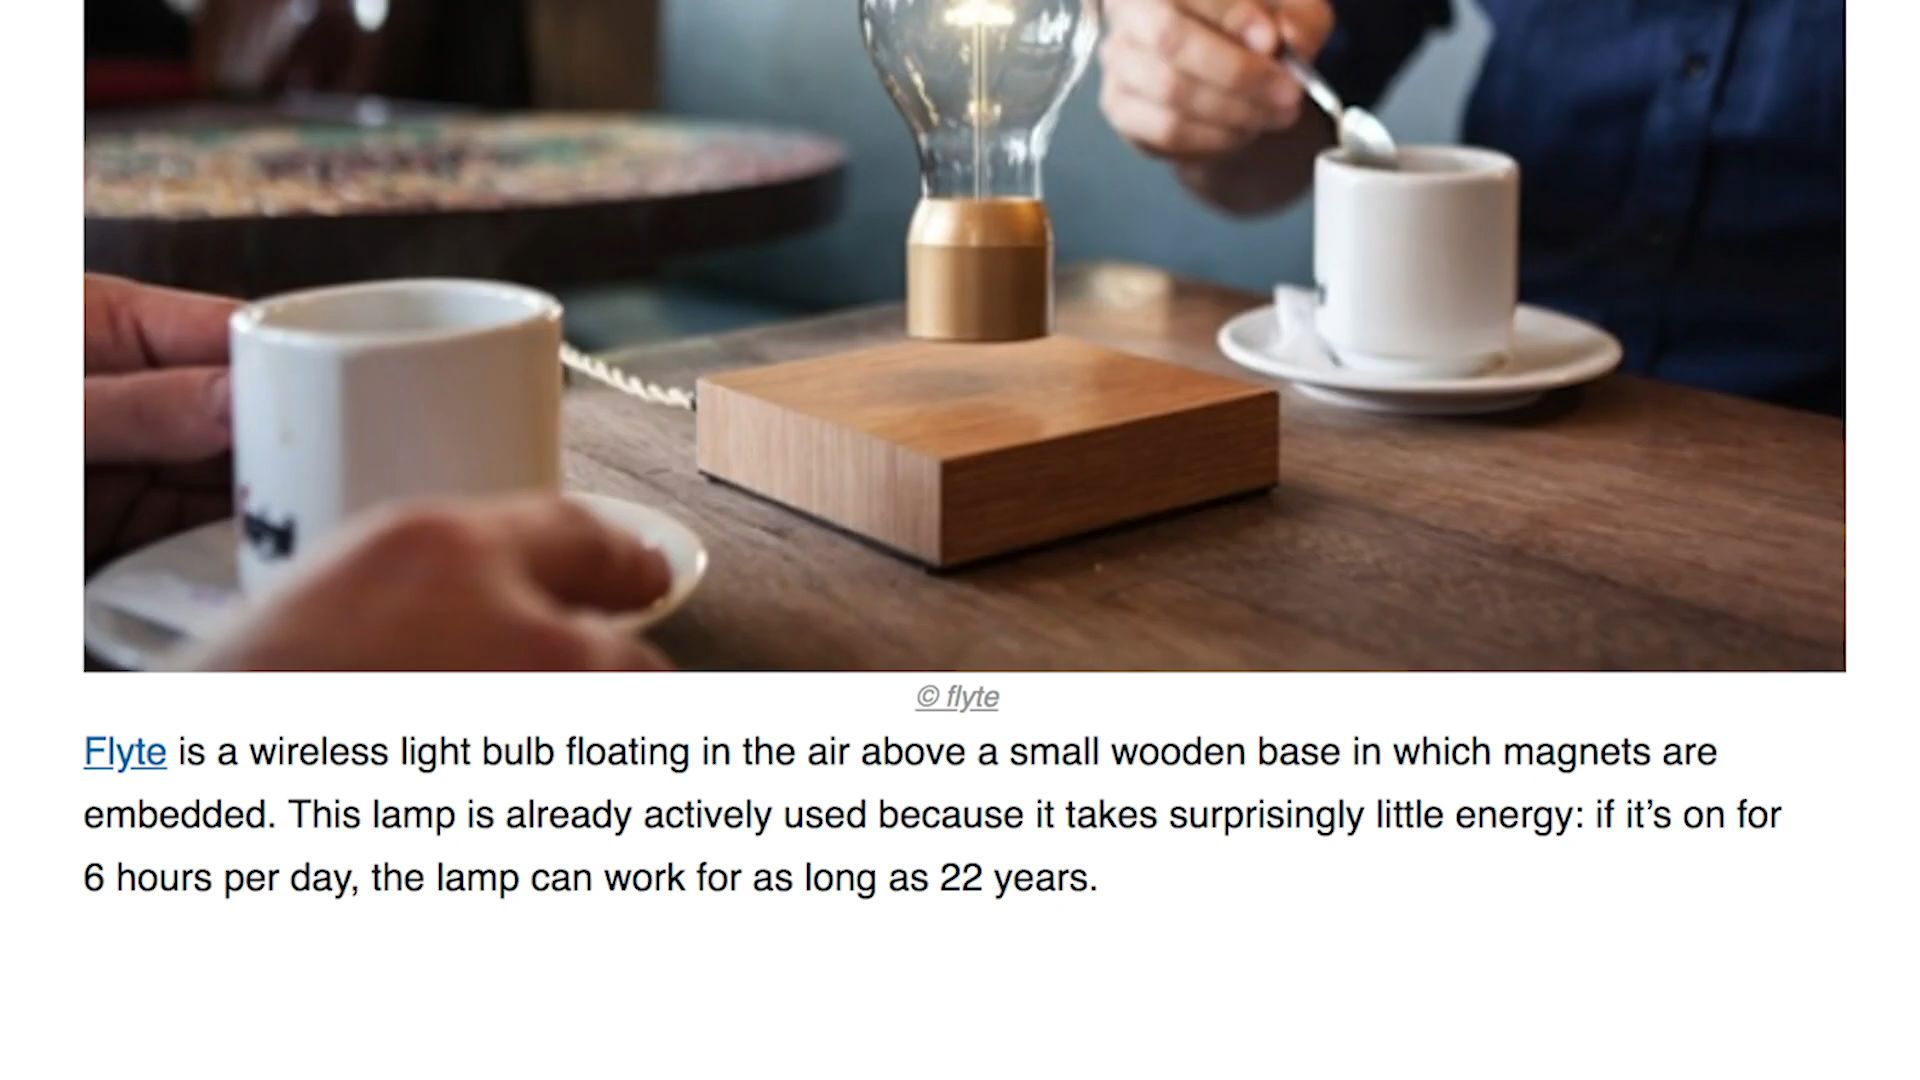 © flyte
Flyte is a wireless light bulb floating in the air above a small wooden base in which magnets are
embedded. This lamp is already actively used because it takes surprisingly little energy: if it’s on for
6 hours per day, the lamp can work for as long as 22 years.